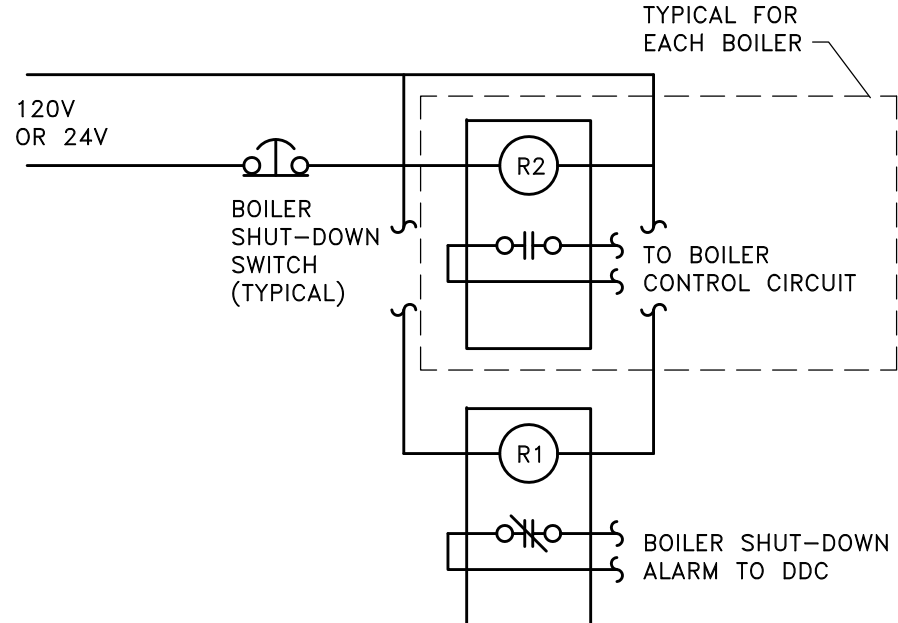 TYPICAL FOR
EACH BOILER
120V
OR 24V
R2
BOILER
SHUT-DOWN
SWITCH
(TYPICAL)
TO BOILER
CONTROL CIRCUIT
R1
BOILER SHUT-DOWN
ALARM TO DDC